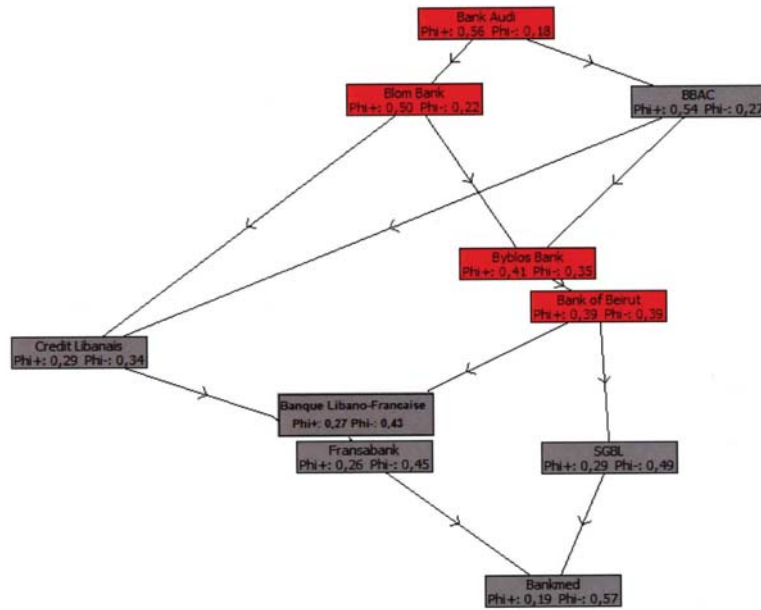 Bank Audi
Phi+: 0,56 Phi-: 0,18
Blom Bank
Phi+: 0,50 Phi-: 0,22
BBAC
Phi+: 0,54 Phi-: 0,27
Byblos Bank
Phi+: 0,41 Phi-: 0,35
Bank of Beirut
Phi+: 0,39 Phi-: 0,39
Credit Libanais
Phi+: 0,29 Phi-: 0,34
Banque Libano-Francaise
Phi+: 0,27 Phi-: 0,43
Fransabank
Phi+: 0,26 Phi-: 0,45
SGBL
Phi+: 0,29 Phi-: 0,49
Bankmed
Phi+: 0,19 Phi-: 0,57